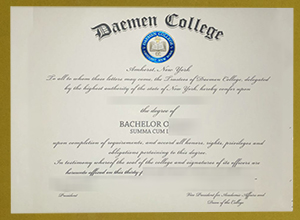 Daemen College
Amherst, New York
To all to whom these letters may come, the Trustees of Daemen College, delegated
by the highest authority of the state of New York, hereby confer upon
the degree of
BACHELOR O
SUMMA CUM L
upon completion of requirements, and accord all honors, rights, privileges and
obligations pertaining to this degree.
In testimony whereof the seal of the college and signatures of its officers are
hereunto affixed on this thirty
President
Vice President for Academic Affairs and
Dean of the College